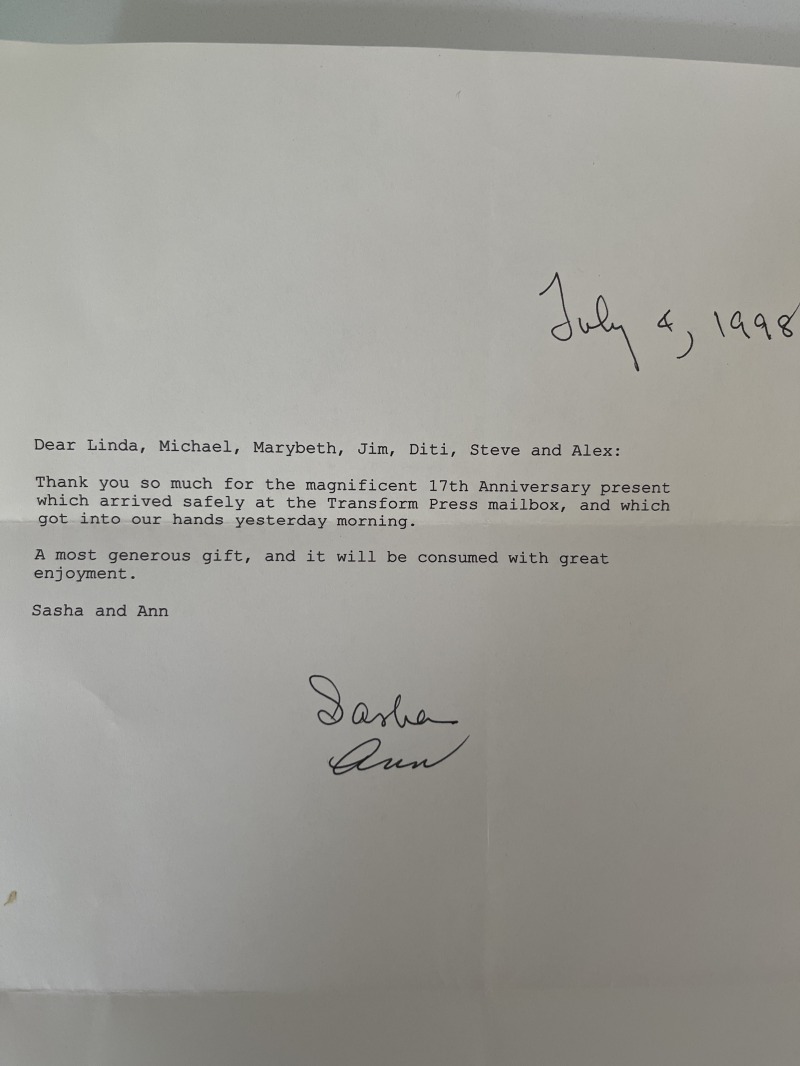 July 4, 1998
Dear Linda, Michael, Marybeth, Jim, Diti, Steve and Alex:
Thank you so much for the magnificent 17th Anniversary present
which arrived safely at the Transform Press mailbox, and which
got into our hands yesterday morning.
A most generous gift, and it will be consumed with great
enjoyment.
Sasha and Ann
Sasha
Ann